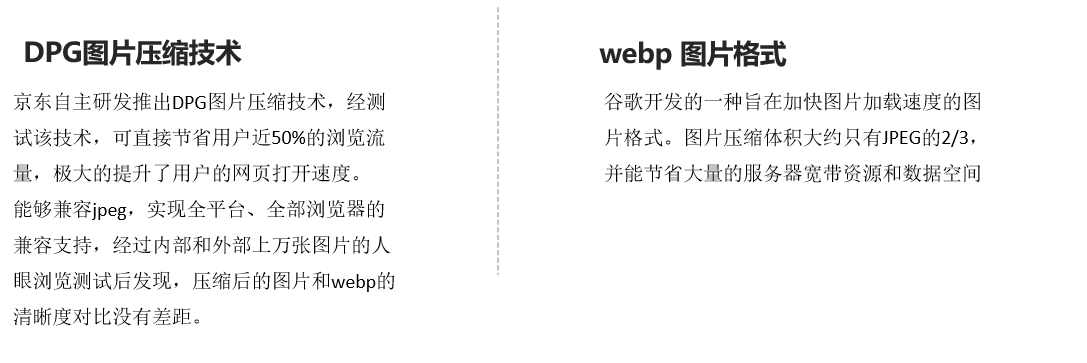 DPG图片压缩技术
京东自主研发推出DPG图片压缩技术，经测
试该技术，可直接节省用户近50%的浏览流
量，极大的提升了用户的网页打开速度。
能够兼容jpeg，实现全平台、全部浏览器的
兼容支持，经过内部和外部上万张图片的人
眼浏览测试后发现，压缩后的图片和webp的
清晰度对比没有差距。
webp 图片格式
谷歌开发的一种旨在加快图片加载速度的图
片格式。图片压缩体积大约只有JPEG的2/3，
并能节省大量的服务器宽带资源和数据空间